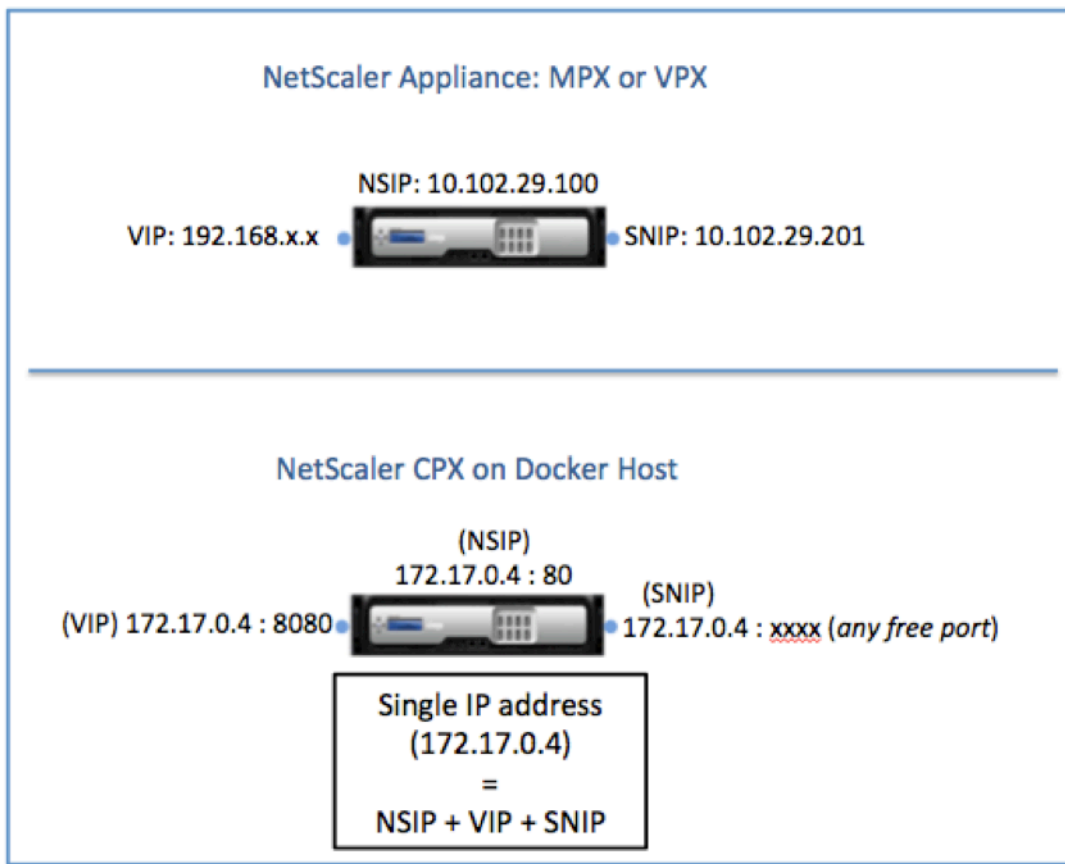 NetScaler Appliance: MPX or VPX
NSIP: 10.102.29.100
VIP: 192.168.x.x
SNIP: 10.102.29.201
NetScaler CPX on Docker Host
(NSIP)
172.17.0.4 : 80
(VIP) 172.17.0.4 : 8080
(SNIP)
172.17.0.4 : xxxx (any free port)
Single IP address
(172.17.0.4)
=
NSIP + VIP + SNIP